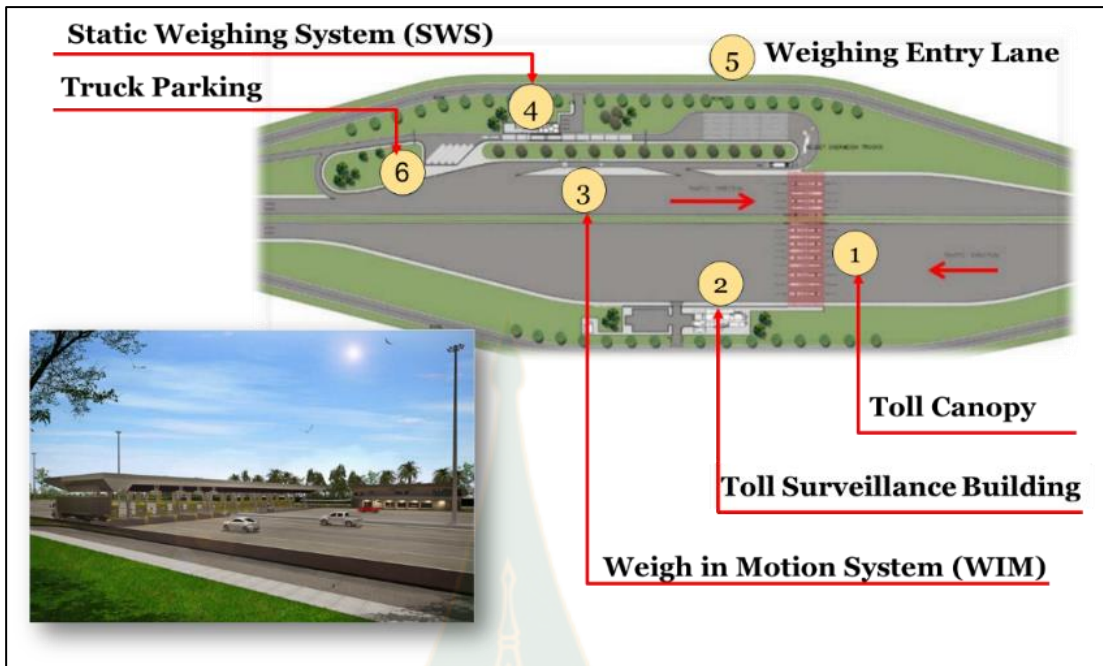 Static Weighing System (SWS)
5 Weighing Entry Lane
Truck Parking
4
6
3
1
2
Toll Canopy
Toll Surveillance Building
Weigh in Motion System (WIM)